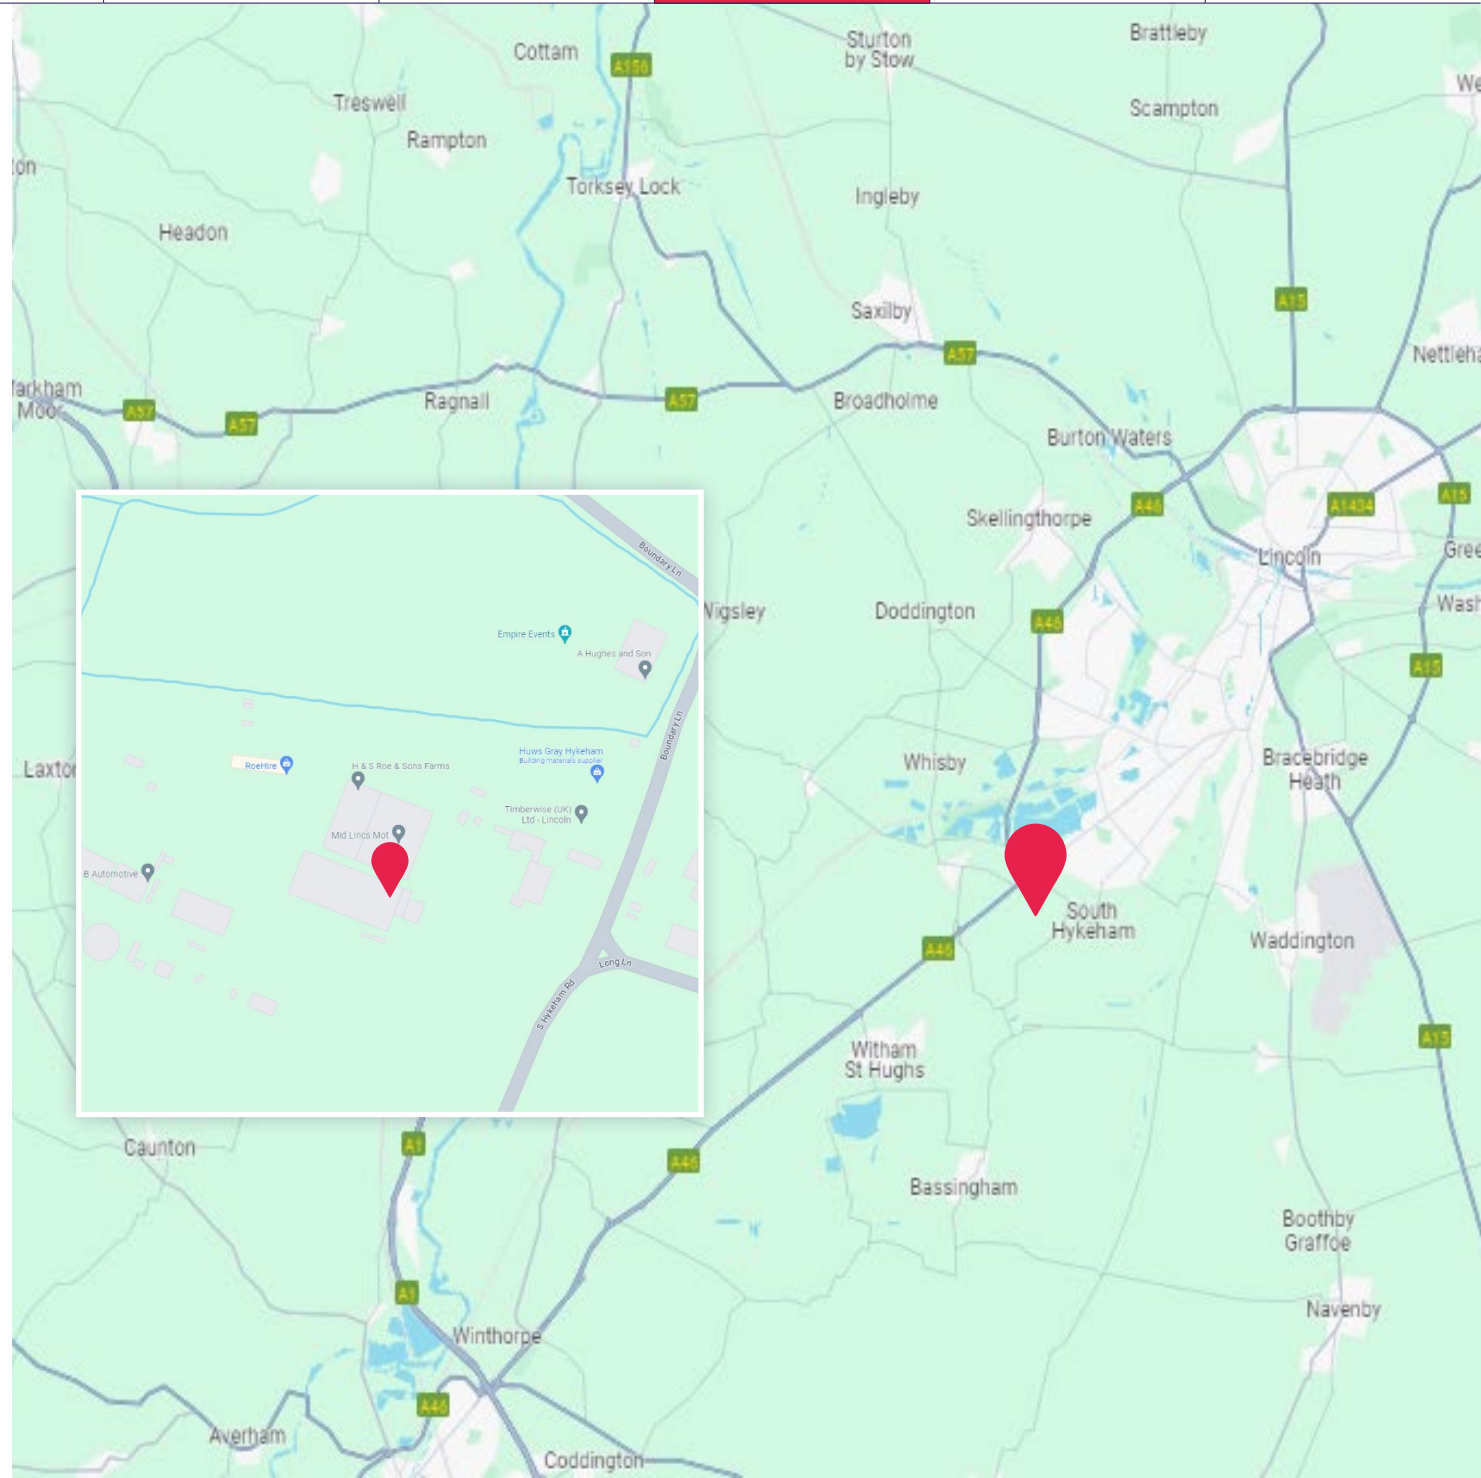 Cottam
A156
Sturton
by Stow
Brattleby
Treswell
Rampton
Scampton
Torksey Lock
Ingleby
Headon
Saxilby
A15
A57
Markham
Moor
A57
A57
Ragnall
A57
Broadholme
Burton Waters
Skellingthorpe
A46
A1434
A15
Lincoln
Wigsley
Doddington
A46
A15
Laxton
Whisby
Bracebridge
Heath
South
Hykeham
A46
Waddington
Witham
St Hughs
A15
Caunton
A1
A46
Bassingham
Boothby
Graffoe
A1
Navenby
Winthorpe
A46
Averham
Coddington
Boundary Ln
Empire Events
A Hughes and Son
Boundary Ln
RoeHire
H & S Roe & Sons Farms
Huws Gray Hykeham
Building materials supplier
Timberwise (UK)
Ltd - Lincoln
Mid Lincs Mot
B Automotive
Long Ln
S Hykeham Rd